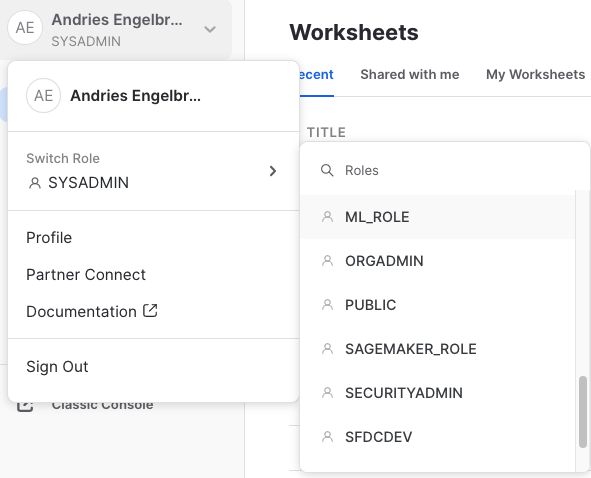 AE
Andries Engelbr...
SYSADMIN
AE
Andries Engelbr...
Switch Role
SYSADMIN
Profile
Partner Connect
Documentation
Sign Out
Classic Console
Worksheets
ecent
Shared with me
My Worksheets
TITLE
Roles
ML_ROLE
ORGADMIN
PUBLIC
SAGEMAKER_ROLE
SECURITYADMIN
SFDCDEV